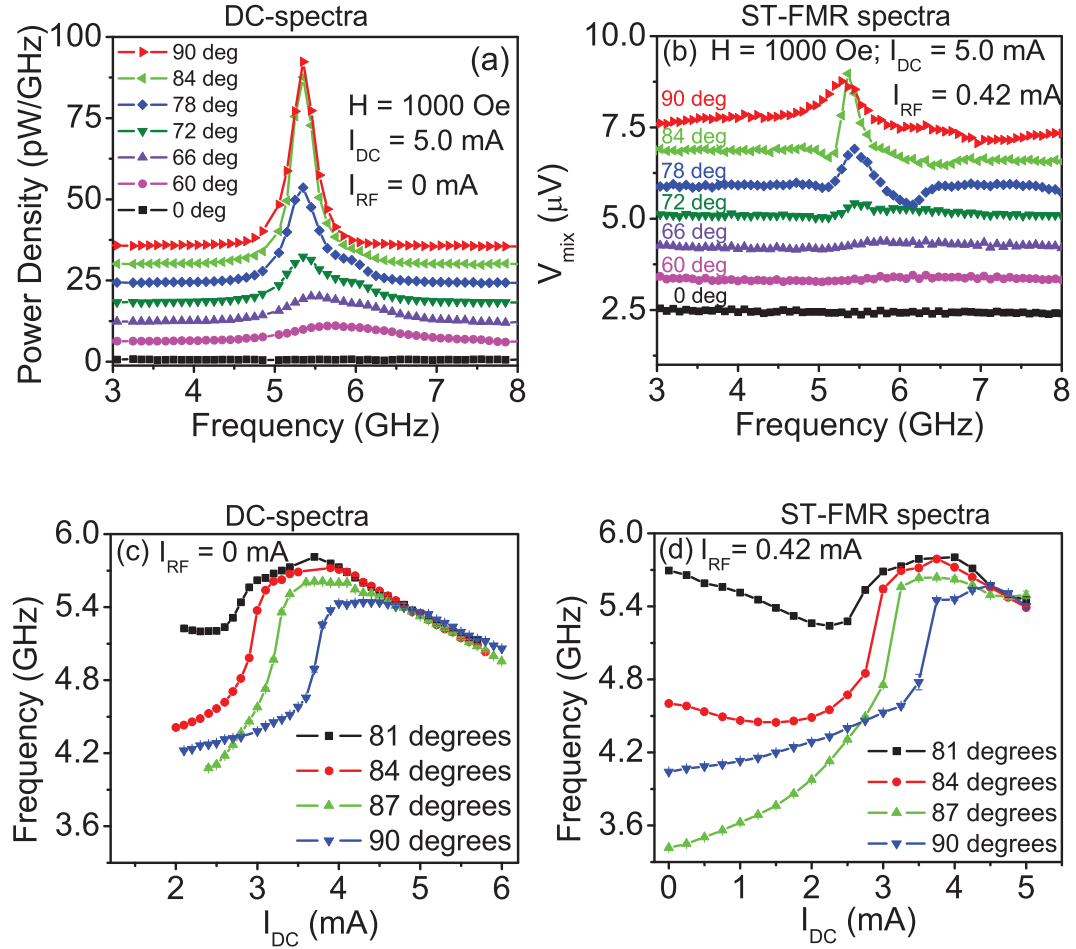 DC-spectra
100
75
50
25
0
Power Density (pW/GHz)
90 deg
84 deg
78 deg
72 deg
66 deg
60 deg
0 deg
(a)
H = 1000 Oe
I_DC = 5.0 mA
I_RF = 0 mA
3 4 5 6 7 8
Frequency (GHz)
ST-FMR spectra
10.0
7.5
5.0
2.5
V_mix (μV)
(b) H = 1000 Oe; I_DC = 5.0 mA
I_RF = 0.42 mA
90 deg
84 deg
78 deg
72 deg
66 deg
60 deg
0 deg
3 4 5 6 7 8
Frequency (GHz)
DC-spectra
6.0
5.4
4.8
4.2
3.6
Frequency (GHz)
(c) I_RF = 0 mA
81 degrees
84 degrees
87 degrees
90 degrees
2 3 4 5 6
I_DC (mA)
ST-FMR spectra
6.0
5.4
4.8
4.2
3.6
Frequency (GHz)
(d) I_RF = 0.42 mA
81 degrees
84 degrees
87 degrees
90 degrees
0 1 2 3 4 5
I_DC (mA)